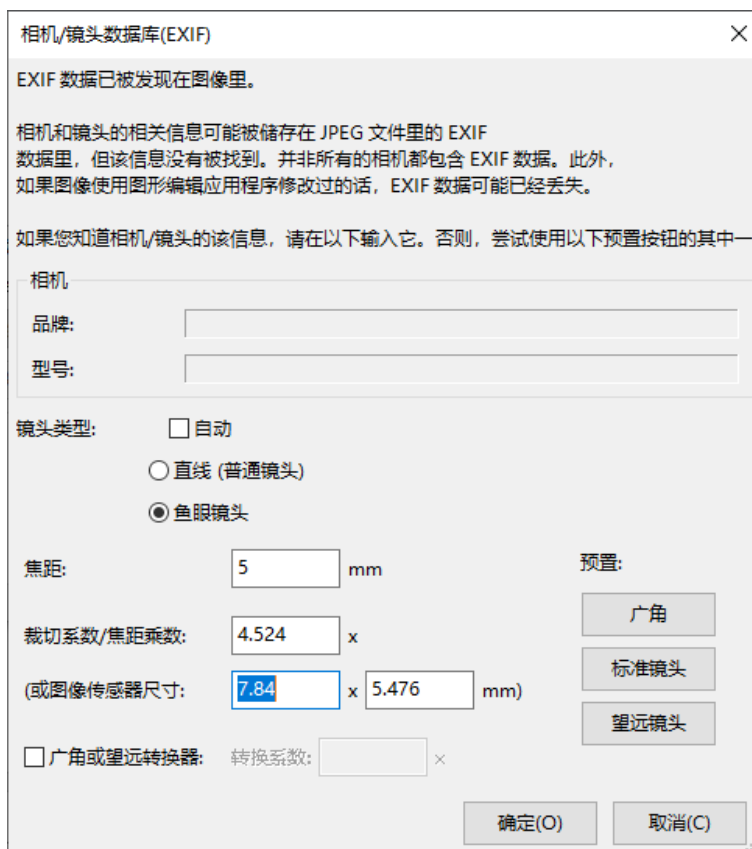 相机/镜头数据库(EXIF)
EXIF 数据已被发现在图像里。
相机和镜头的相关信息可能被储存在 JPEG 文件里的 EXIF
数据里，但该信息没有被找到。并非所有的相机都包含 EXIF 数据。此外，
如果图像使用图形编辑应用程序修改过的话，EXIF 数据可能已经丢失。
如果您知道相机/镜头的该信息，请在以下输入它。否则，尝试使用以下预置按钮的其中一
相机
品牌:
型号:
镜头类型: 自动
直线 (普通镜头)
鱼眼镜头
焦距: 5 mm 预置:
广角
裁切系数/焦距乘数: 4.524 x
标准镜头
(或图像传感器尺寸: 7.84 x 5.476 mm)
望远镜头
广角或望远转换器: 转换系数: x
确定(O) 取消(C)